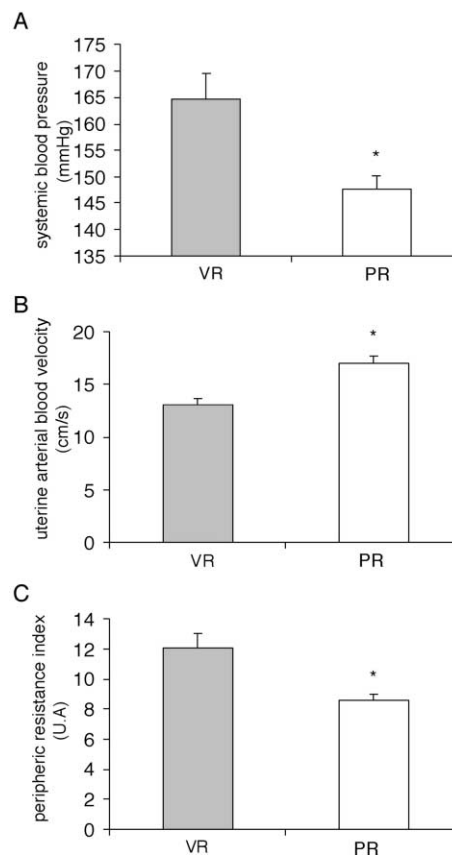 A
systemic blood pressure
(mmHg)
175
170
165
160
155
150
145
140
135
*
VR
PR
B
uterine arterial blood velocity
(cm/s)
20
15
10
5
0
*
VR
PR
C
peripheric resistance index
(U.A)
14
12
10
8
6
4
2
0
*
VR
PR